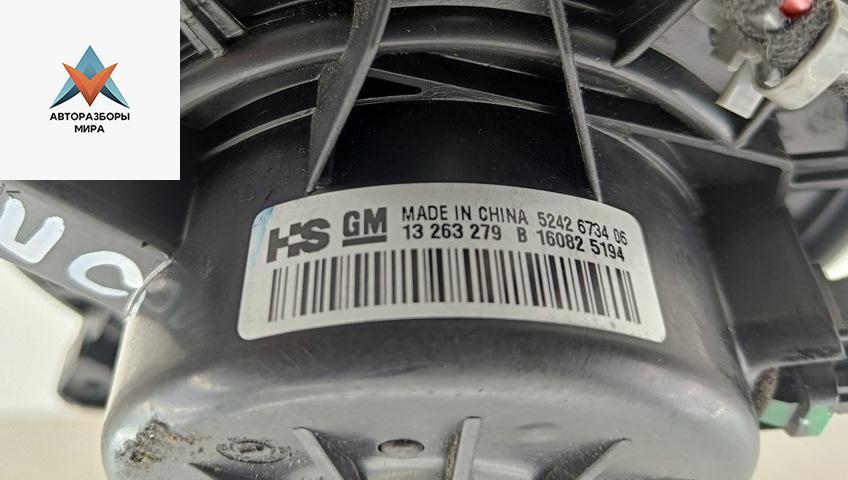 АВТОРАЗБОРЫ
МИРА
HS GM MADE IN CHINA 5242 6734 06
13 263 279 B 16082 5194